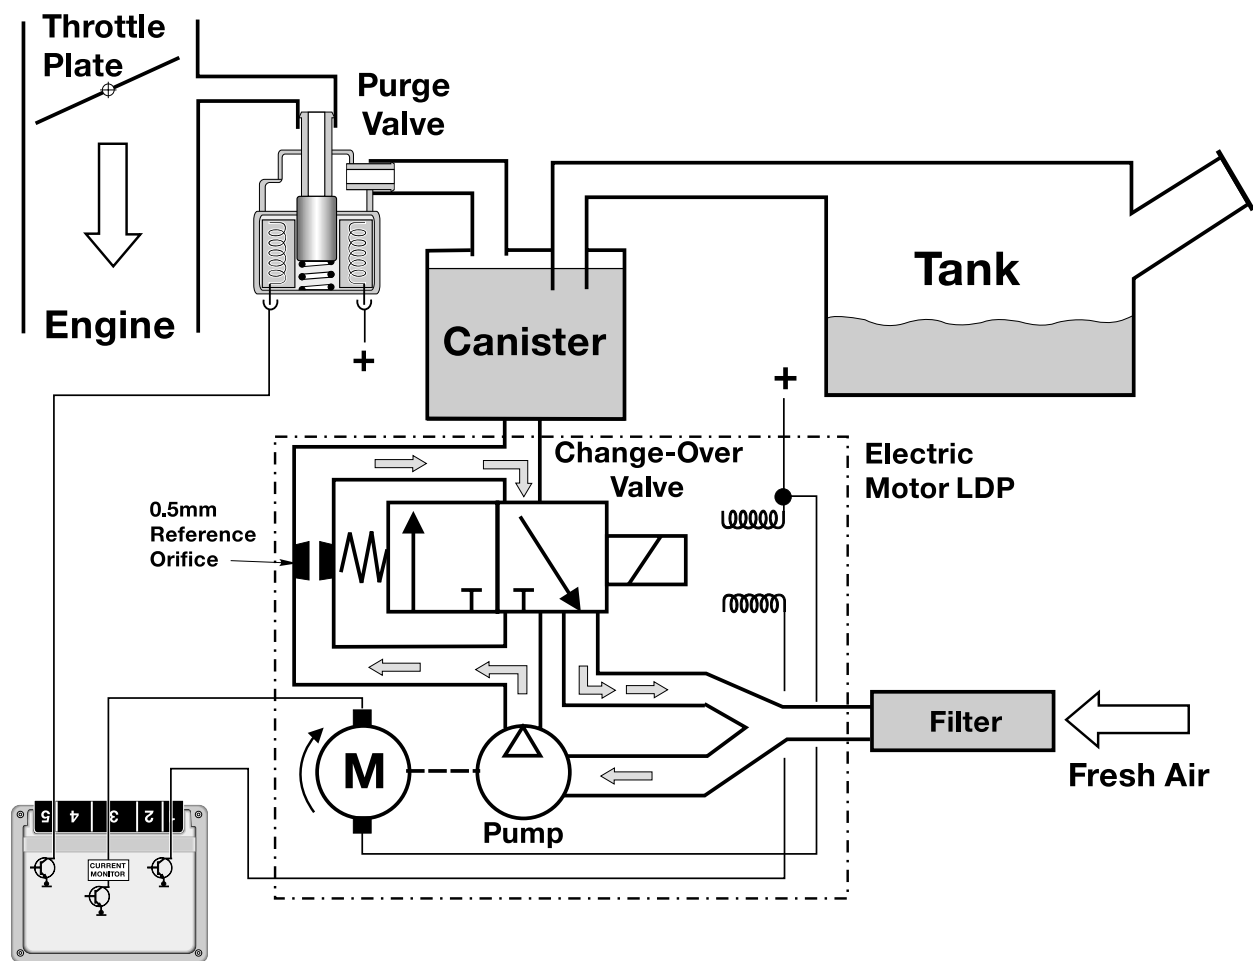 Throttle
Plate
Purge
Valve
Engine
+
Canister
Tank
+
Change-Over
Valve
Electric
Motor LDP
0.5mm
Reference
Orifice
M
Pump
Filter
Fresh Air
5 4 3 2 1
CURRENT
MONITOR